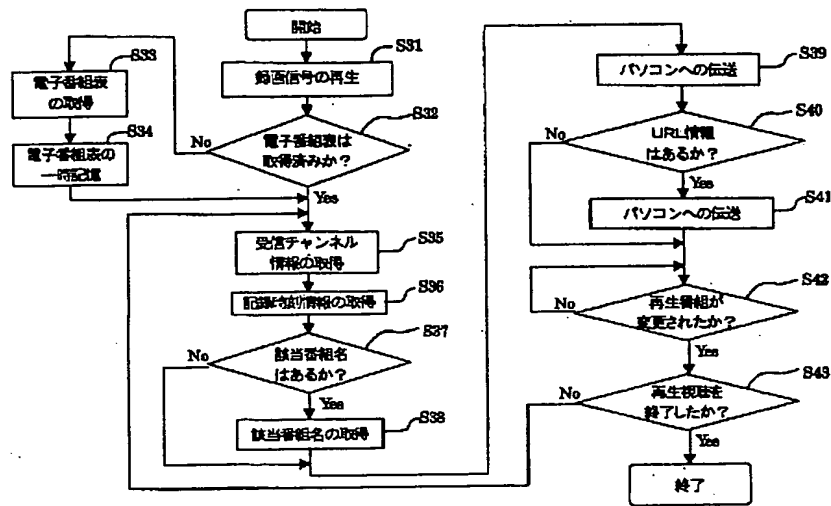 開始
S31
録画信号の再生
S32
電子番組表は
取得済みか?
No
Yes
S33
電子番組表
の取得
S34
電子番組表の
一時記憶
S35
受信チャンネル
情報の取得
S36
記録時刻情報の取得
S37
該当番組名
はあるか?
No
Yes
S38
該当番組名の取得
S39
パソコンへの伝送
S40
URL情報
はあるか?
No
Yes
S41
パソコンへの伝送
S42
再生番組が
変更されたか?
No
Yes
S43
再生視聴を
終了したか?
No
Yes
終了